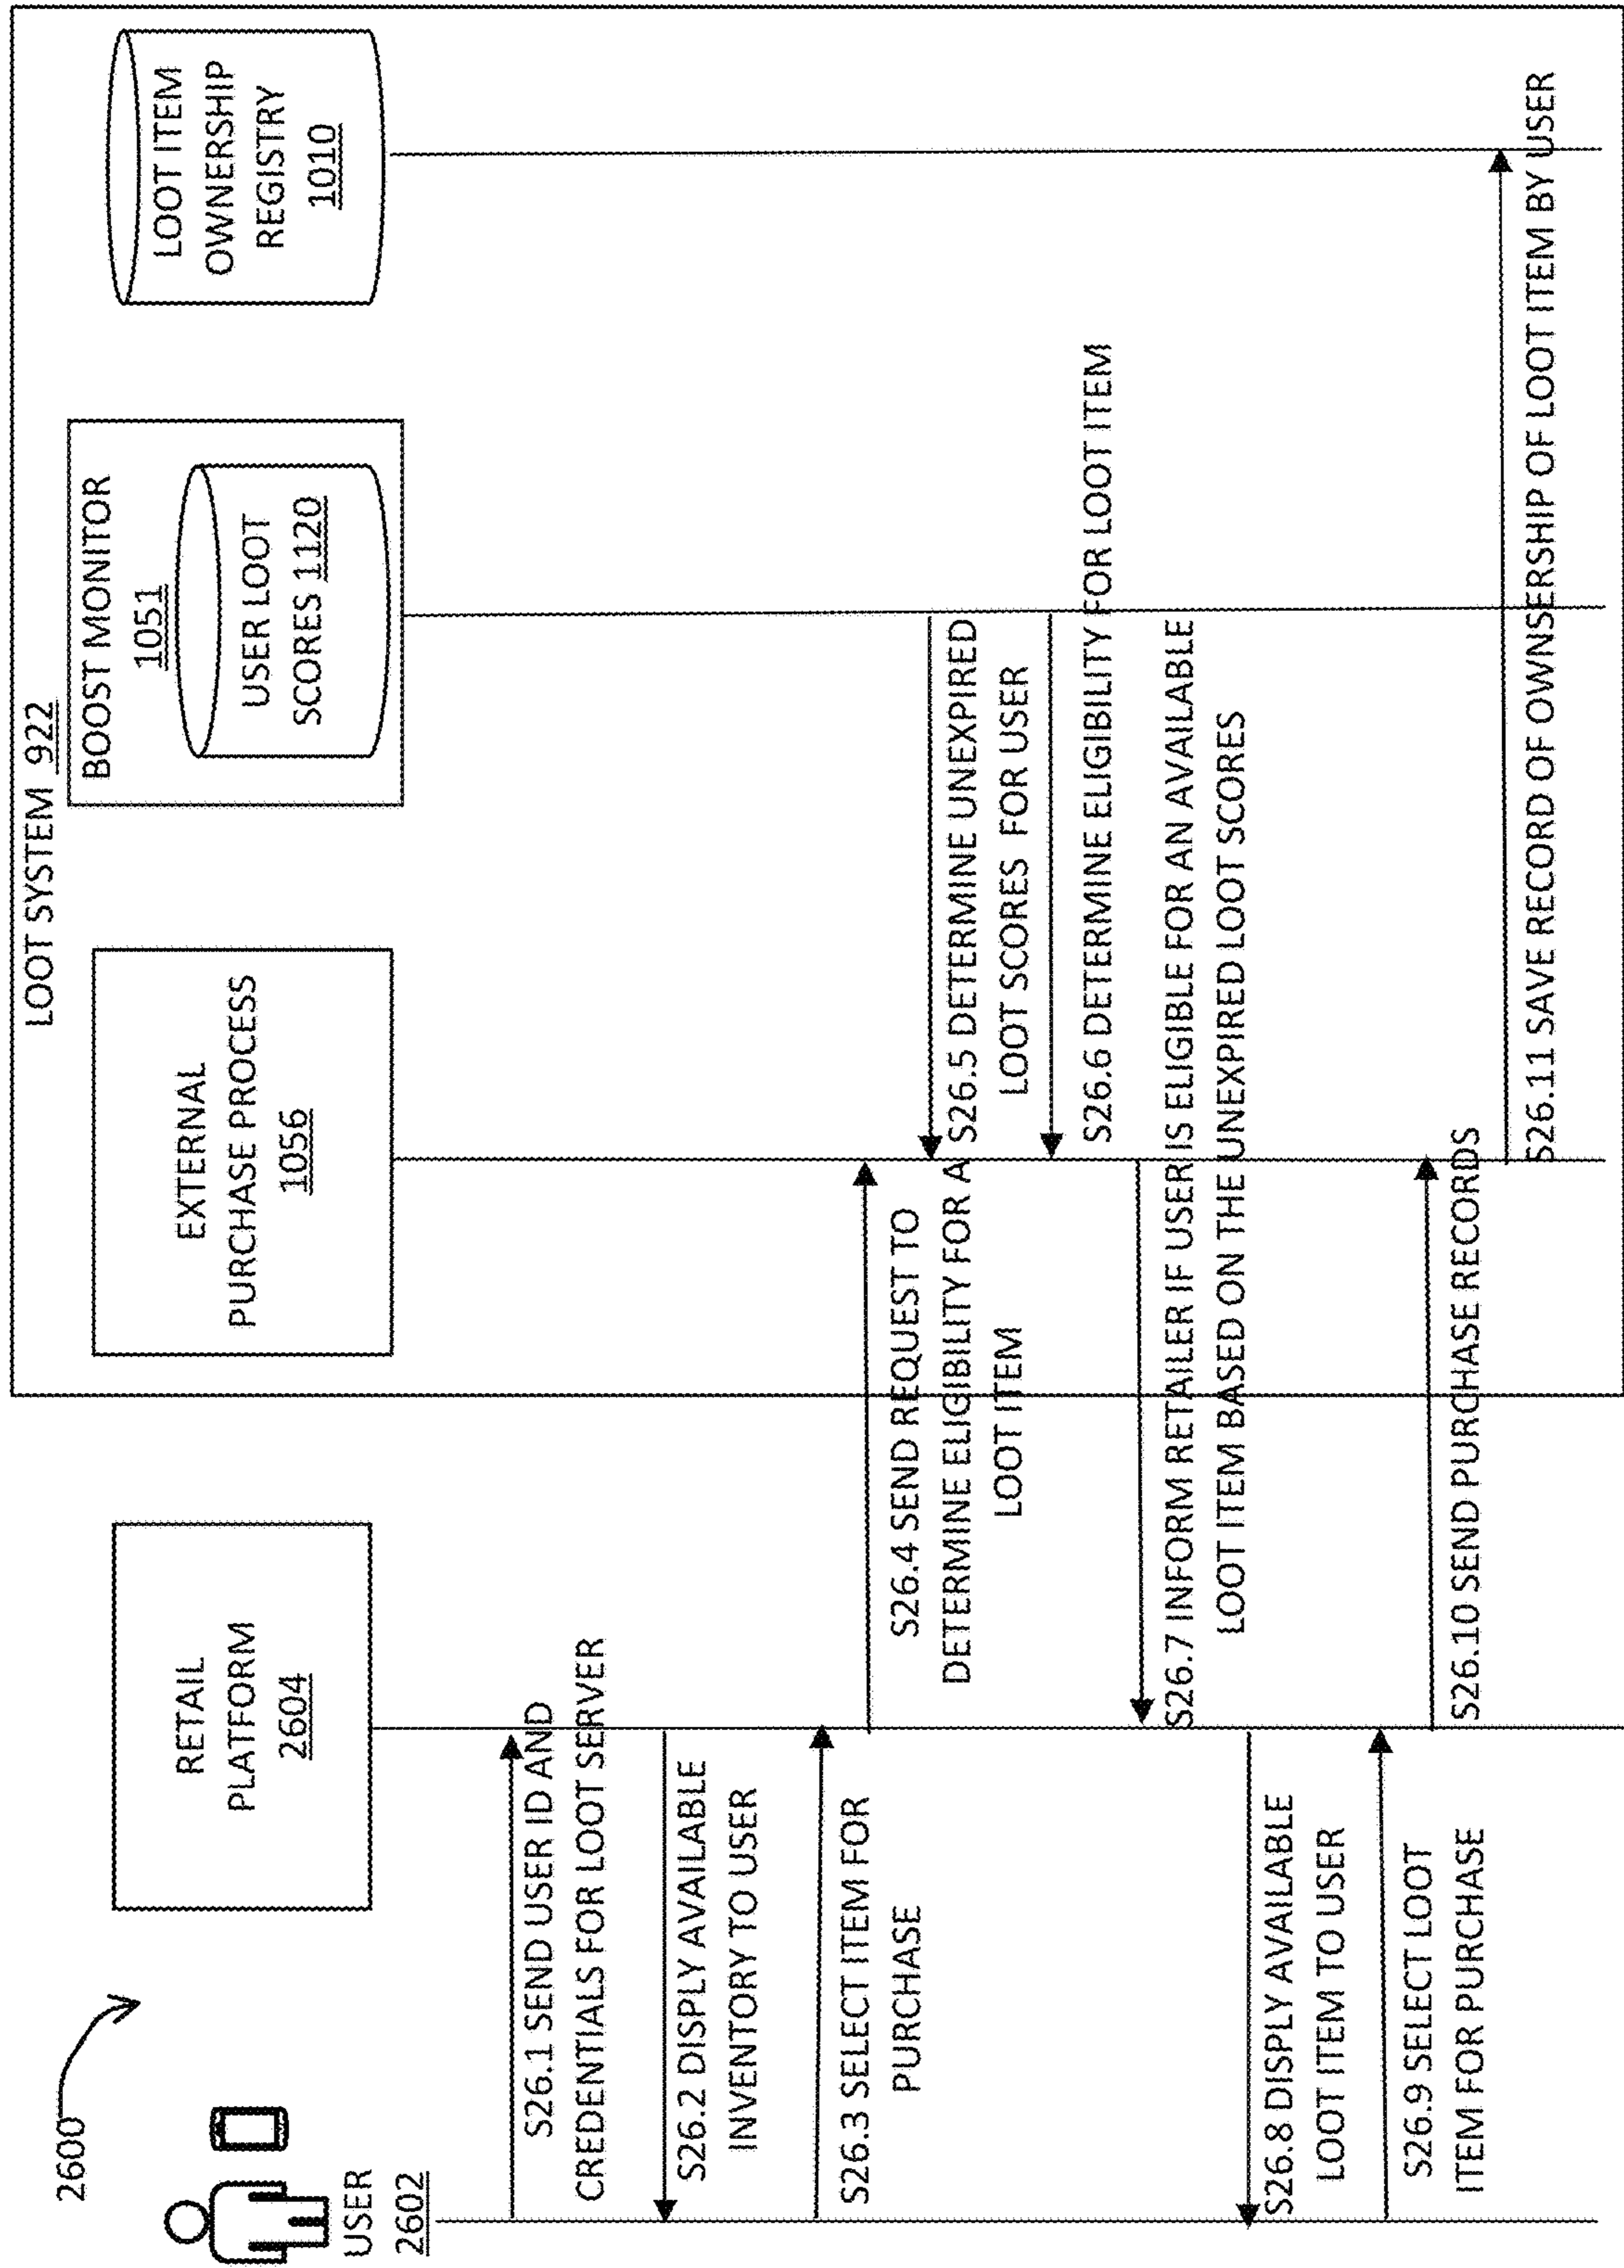 2600
LOOT SYSTEM 922
USER
2602
RETAIL
PLATFORM
2604
EXTERNAL
PURCHASE PROCESS
1056
BOOST MONITOR
1051
USER LOOT
SCORES 1120
LOOT ITEM
OWNERSHIP
REGISTRY
1010
S26.1 SEND USER ID AND
CREDENTIALS FOR LOOT SERVER
S26.2 DISPLAY AVAILABLE
INVENTORY TO USER
S26.3 SELECT ITEM FOR
PURCHASE
S26.4 SEND REQUEST TO
DETERMINE ELIGIBILITY FOR A
LOOT ITEM
S26.5 DETERMINE UNEXPIRED
LOOT SCORES FOR USER
S26.6 DETERMINE ELIGIBILITY FOR LOOT ITEM
S26.7 INFORM RETAILER IF USER IS ELIGIBLE FOR AN AVAILABLE
LOOT ITEM BASED ON THE UNEXPIRED LOOT SCORES
S26.8 DISPLAY AVAILABLE
LOOT ITEM TO USER
S26.9 SELECT LOOT
ITEM FOR PURCHASE
S26.10 SEND PURCHASE RECORDS
S26.11 SAVE RECORD OF OWNSERSHIP OF LOOT ITEM BY USER